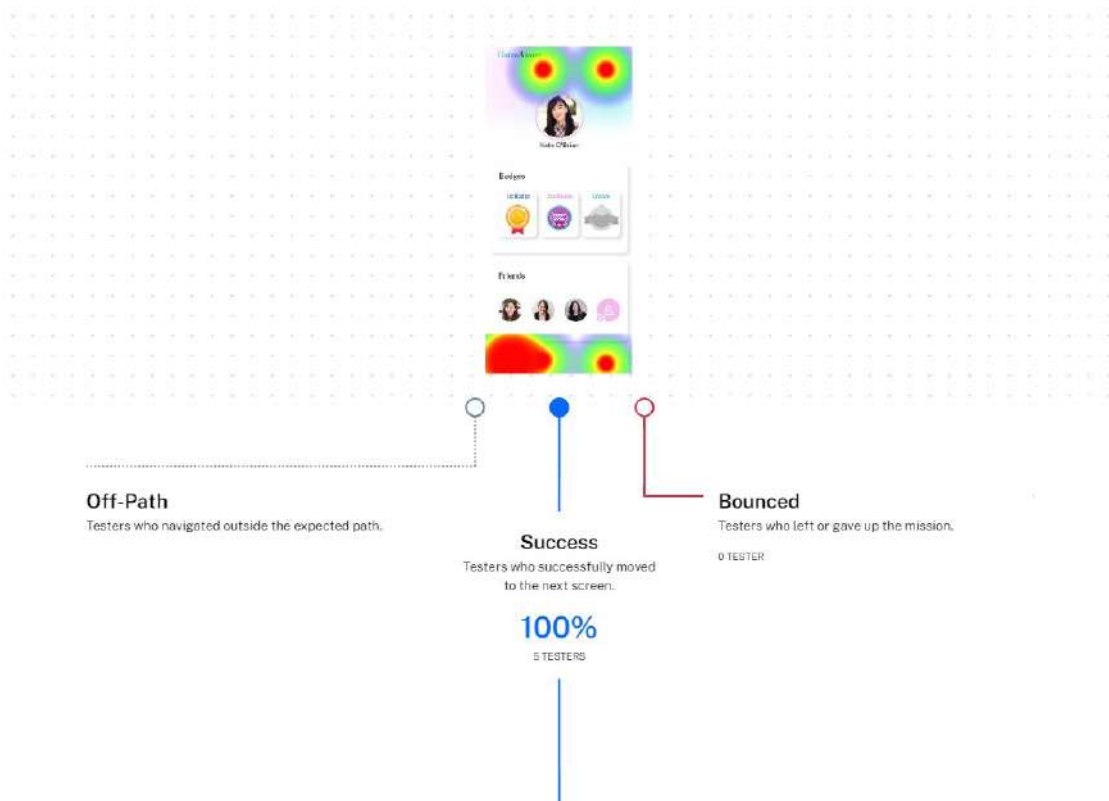 Badges
Friends
Off-Path
Testers who navigated outside the expected path.
Success
Testers who successfully moved
to the next screen.
100%
5 TESTERS
Bounced
Testers who left or gave up the mission.
0 TESTER